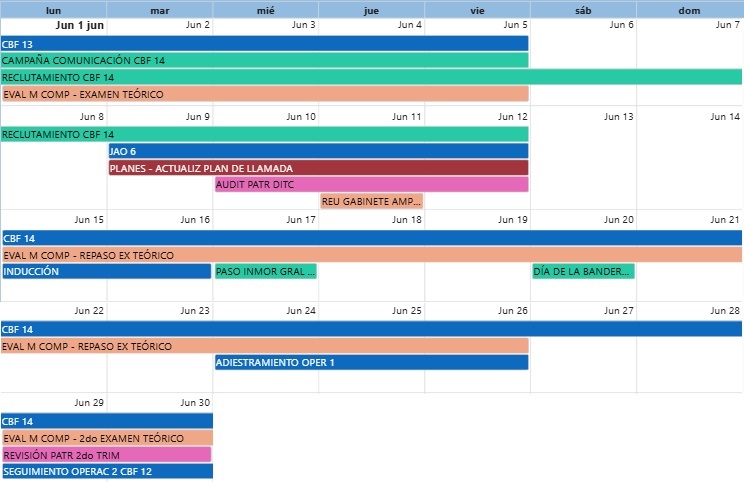 lun mar mié jue vie sáb dom
Jun 1 jun Jun 2 Jun 3 Jun 4 Jun 5 Jun 6 Jun 7
CBF 13
CAMPAÑA COMUNICACIÓN CBF 14
RECLUTAMIENTO CBF 14
EVAL M COMP - EXAMEN TEÓRICO
Jun 8 Jun 9 Jun 10 Jun 11 Jun 12 Jun 13 Jun 14
RECLUTAMIENTO CBF 14
JAO 6
PLANES - ACTUALIZ PLAN DE LLAMADA
AUDIT PATR DITC
REU GABINETE AMP...
Jun 15 Jun 16 Jun 17 Jun 18 Jun 19 Jun 20 Jun 21
CBF 14
EVAL M COMP - REPASO EX TEÓRICO
INDUCCIÓN PASO INMOR GRAL ... DÍA DE LA BANDER...
Jun 22 Jun 23 Jun 24 Jun 25 Jun 26 Jun 27 Jun 28
CBF 14
EVAL M COMP - REPASO EX TEÓRICO
ADIESTRAMIENTO OPER 1
Jun 29 Jun 30
CBF 14
EVAL M COMP - 2do EXAMEN TEÓRICO
REVISIÓN PATR 2do TRIM
SEGUIMIENTO OPERAC 2 CBF 12